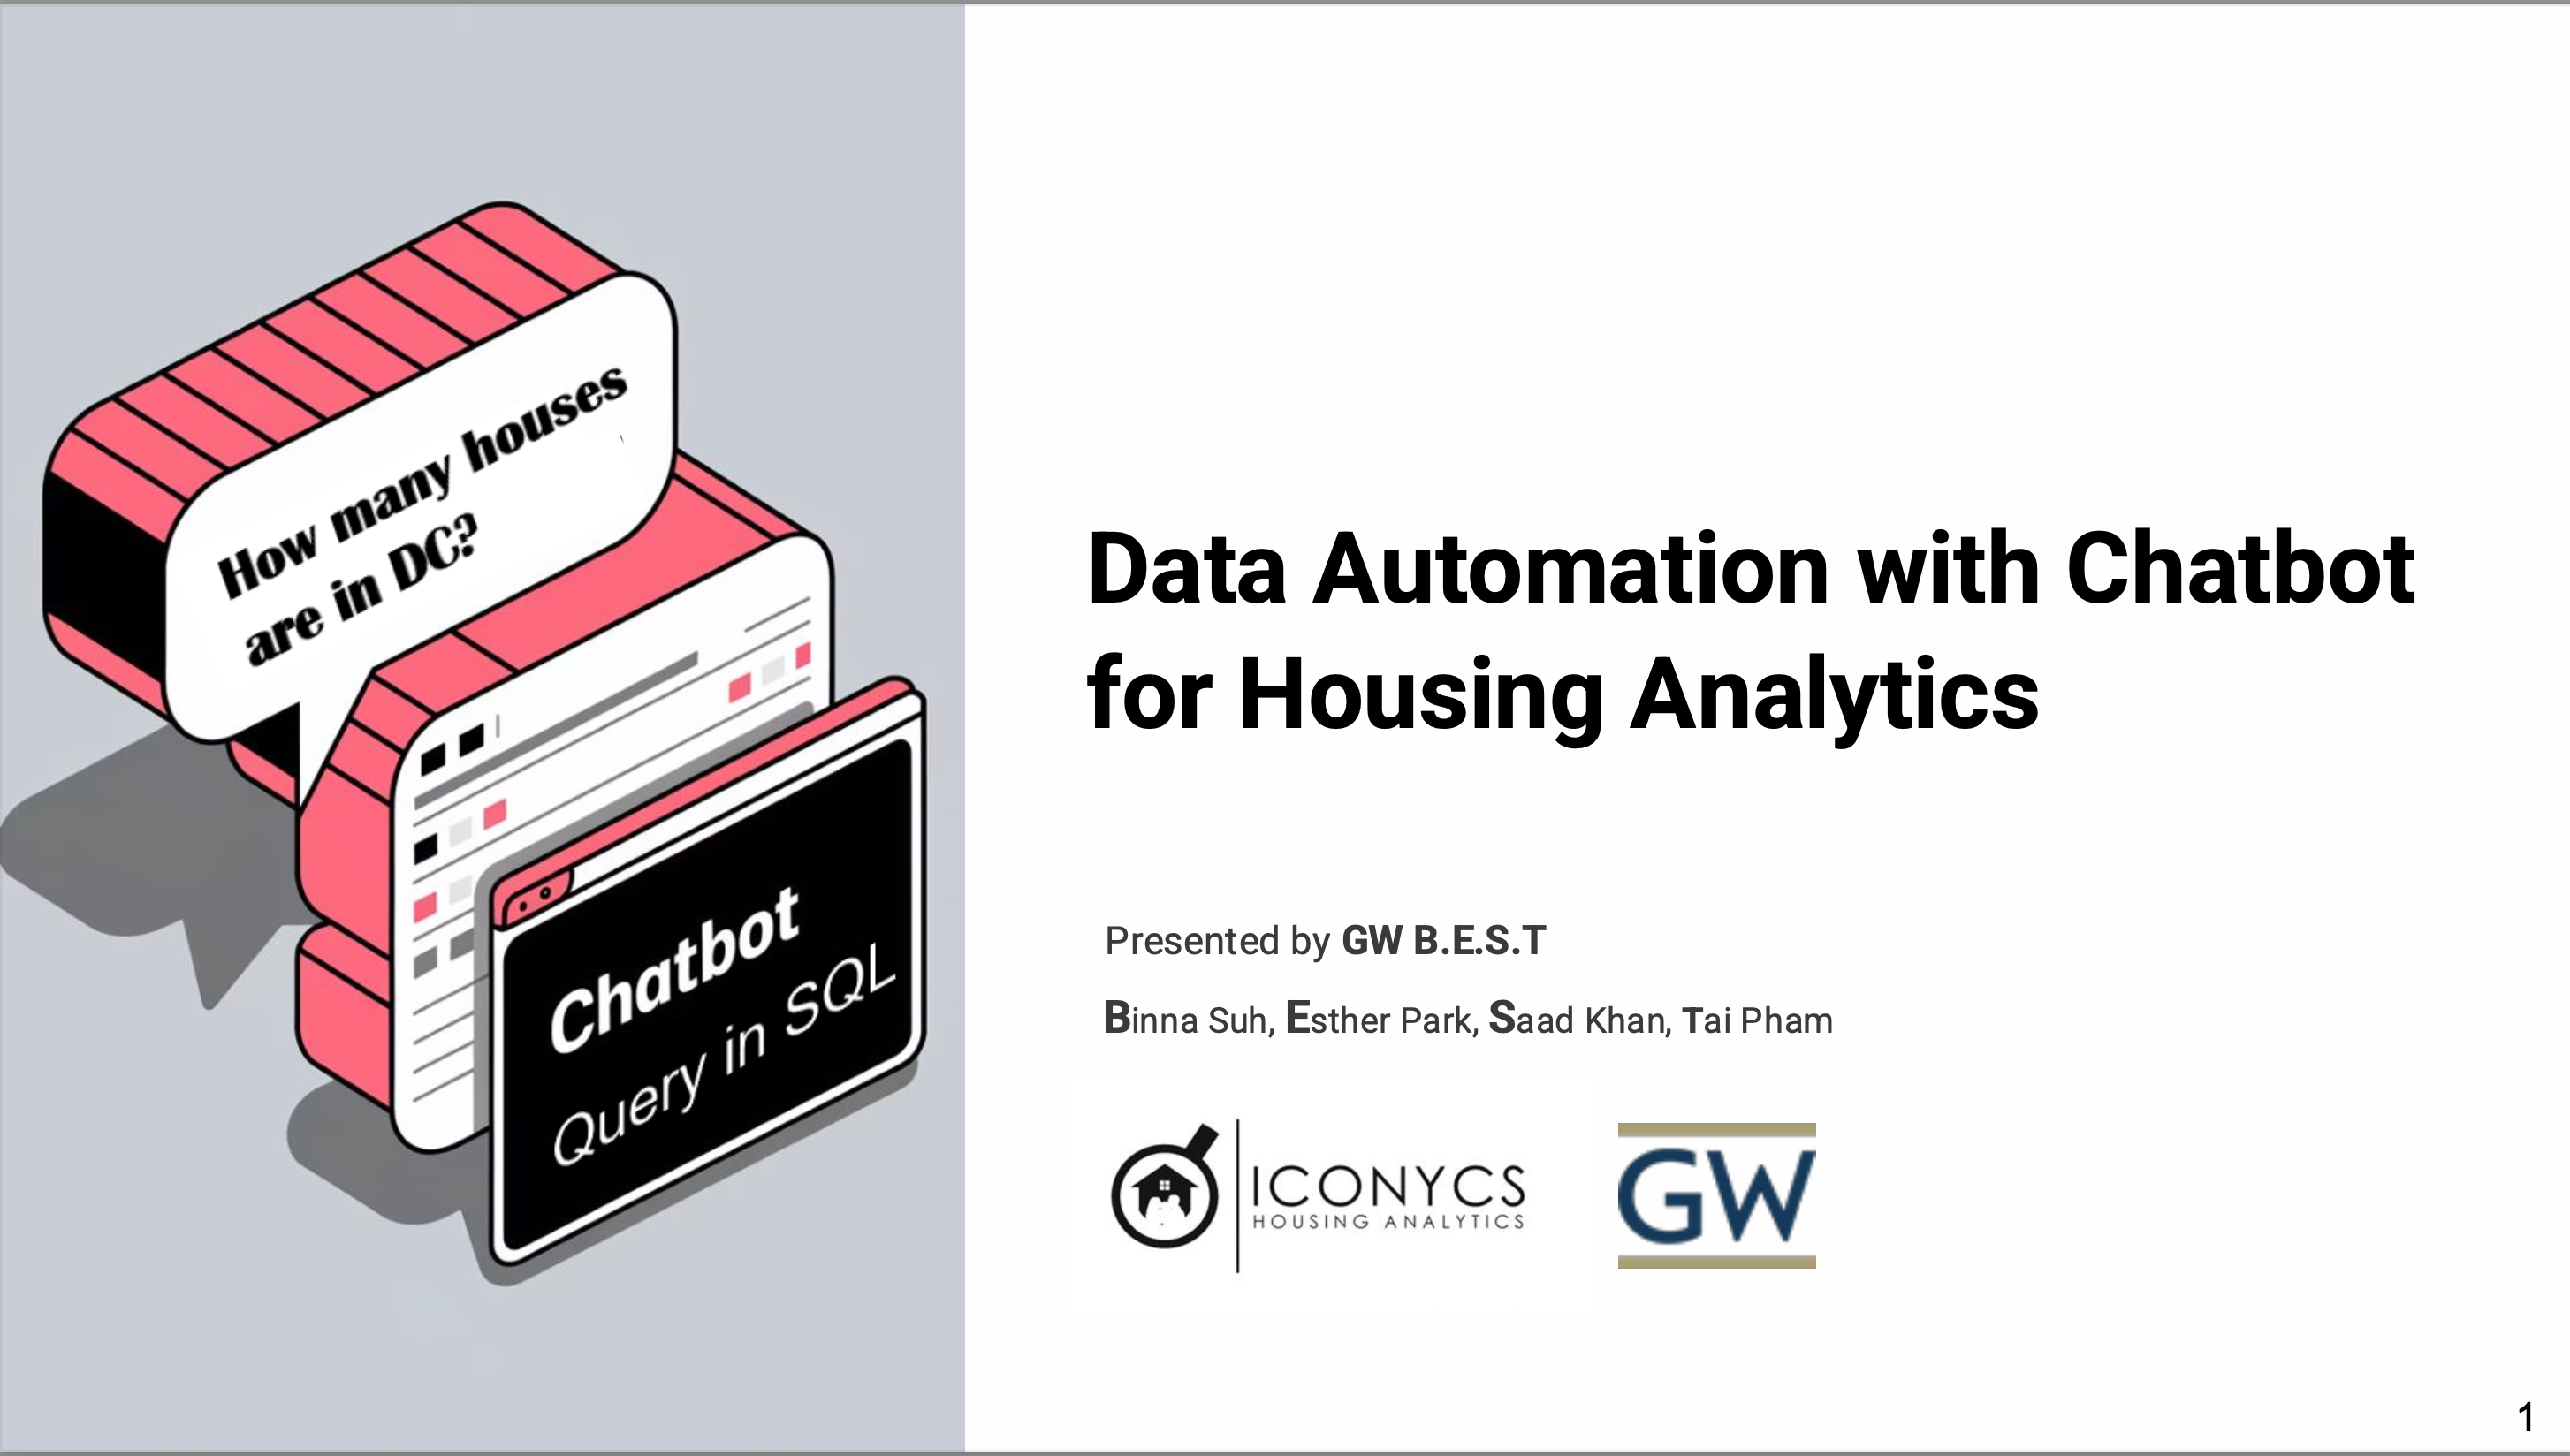 How many houses
are in DC?
Chatbot
Query in SQL
Data Automation with Chatbot
for Housing Analytics
Presented by GW B.E.S.T
Binna Suh, Esther Park, Saad Khan, Tai Pham
ICONYCS
HOUSING ANALYTICS
GW
1